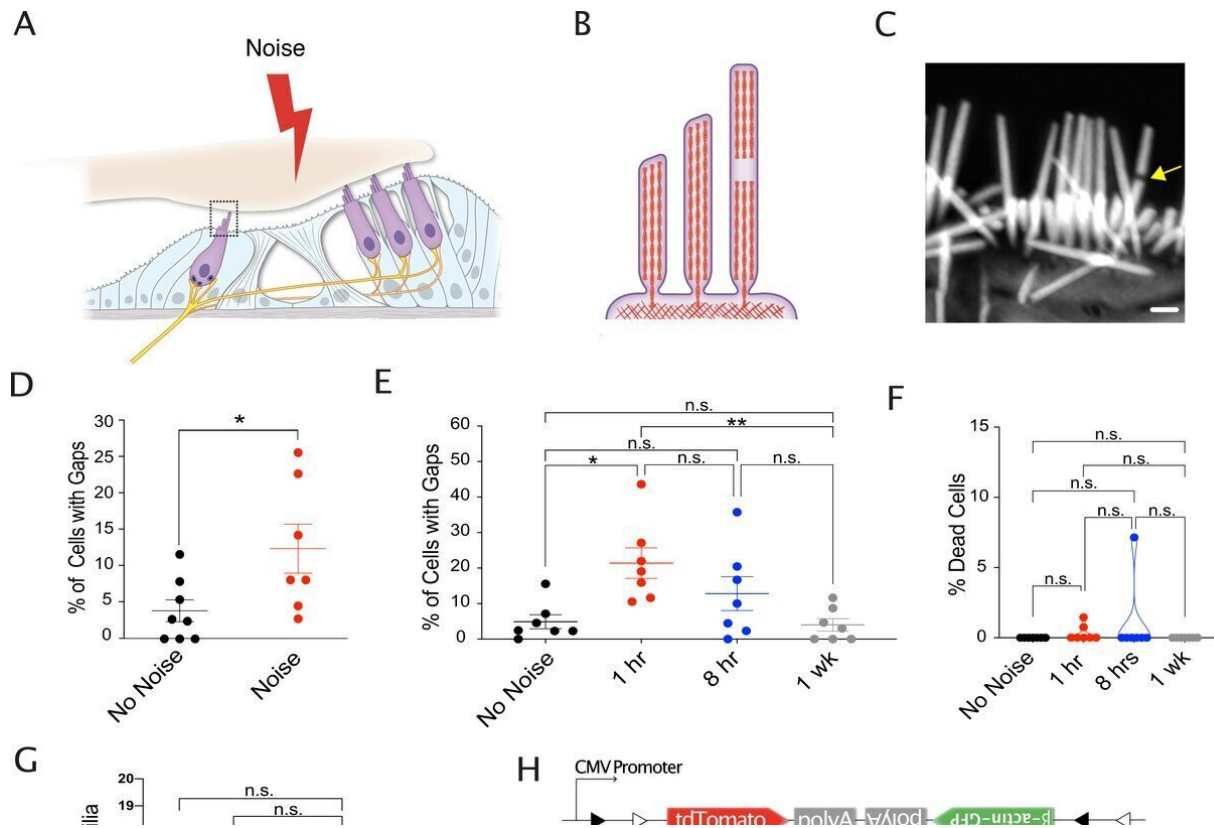 A
Noise
B
C
D
% of Cells with Gaps
30
25
20
15
10
5
0
*
No Noise
Noise
E
% of Cells with Gaps
60
50
40
30
20
10
0
n.s.
**
n.s.
*
n.s.
n.s.
No Noise
1 hr
8 hr
1 wk
F
% Dead Cells
15
10
5
0
n.s.
n.s.
n.s.
n.s.
n.s.
n.s.
No Noise
1 hr
8 hrs
1 wk
G
20
19
n.s.
n.s.
H
CMV Promoter
tdTomato
polyA
polyA
β-actin-GFP